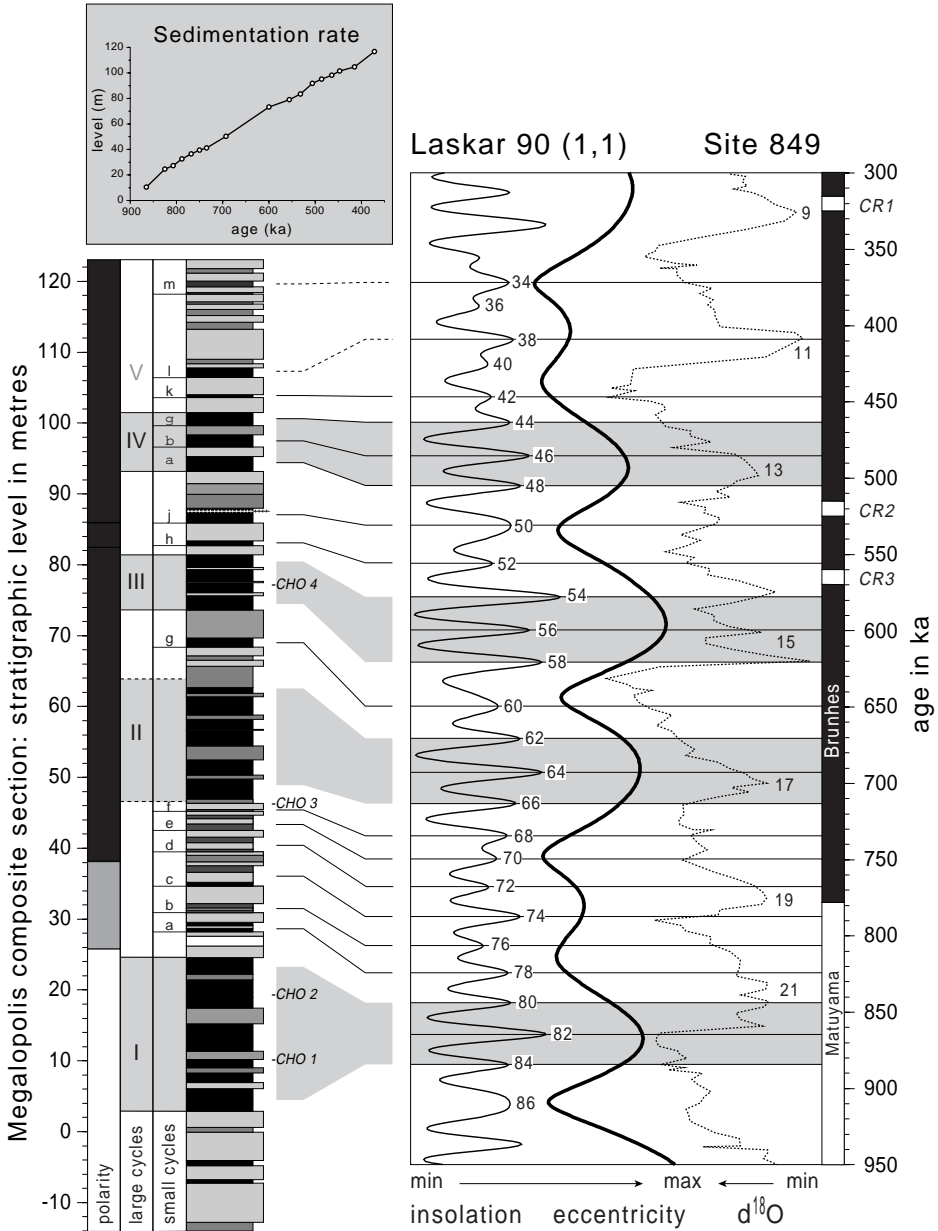 Sedimentation rate
level (m)
120
100
80
60
40
20
0
900
800
700
600
500
400
age (ka)
Laskar 90 (1,1)
Site 849
Megalopolis composite section: stratigraphic level in metres
120
110
100
90
80
70
60
50
40
30
20
10
0
-10
polarity
large cycles
small cycles
V
IV
III
II
I
m
l
k
g
b
a
j
h
g
f
e
d
c
b
a
CHO 4
CHO 3
CHO 2
CHO 1
34
36
38
40
42
44
46
48
50
52
54
56
58
60
62
64
66
68
70
72
74
76
78
80
82
84
86
9
11
13
15
17
19
21
CR1
CR2
CR3
Brunhes
Matuyama
300
350
400
450
500
550
600
650
700
750
800
850
900
950
age in ka
min
max
min
insolation
eccentricity
d18O